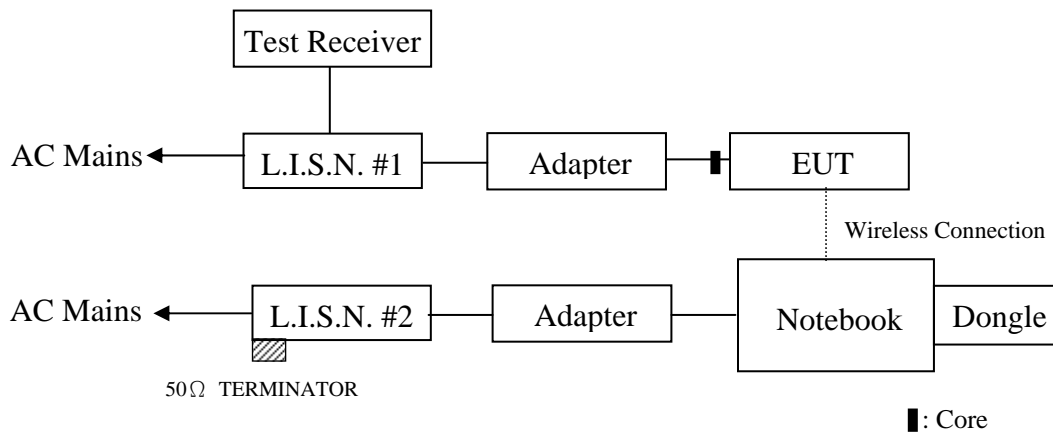 Test Receiver
AC Mains
L.I.S.N. #1
Adapter
EUT
Wireless Connection
AC Mains
L.I.S.N. #2
Adapter
Notebook
Dongle
50Ω TERMINATOR
: Core